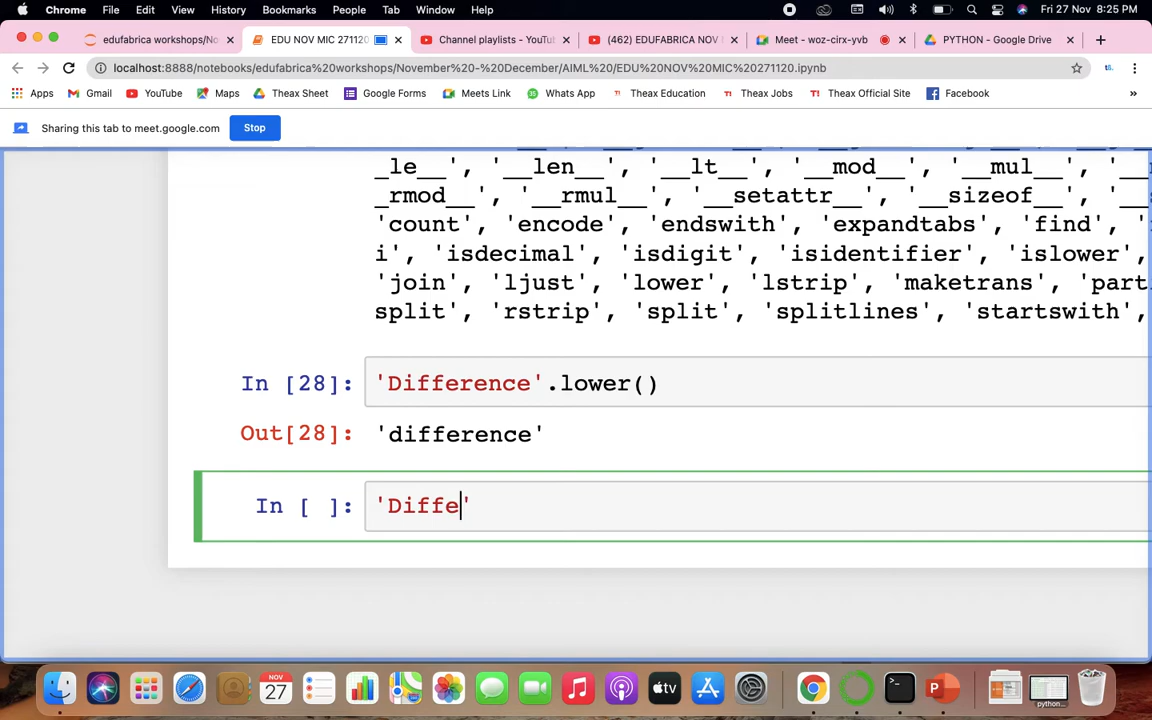 Chrome File Edit View History Bookmarks People Tab Window Help Fri 27 Nov 8:25 PM
edufabrica workshops/No EDU NOV MIC 271120 Channel playlists - YouTu (462) EDUFABRICA NOV Meet - woz-cirx-yvb PYTHON - Google Drive
localhost:8888/notebooks/edufabrica%20workshops/November%20-%20December/AIML%20/EDU%20NOV%20MIC%20271120.ipynb
Apps Gmail YouTube Maps Theax Sheet Google Forms Meets Link Whats App Theax Education Theax Jobs Theax Official Site Facebook »
Sharing this tab to meet.google.com Stop
_le__', '__len__', '__lt__', '__mod__', '__mul__',
_rmod__', '__rmul__', '__setattr__', '__sizeof__',
'count', 'encode', 'endswith', 'expandtabs', 'find',
i', 'isdecimal', 'isdigit', 'isidentifier', 'islower',
'join', 'ljust', 'lower', 'lstrip', 'maketrans', 'part
split', 'rstrip', 'split', 'splitlines', 'startswith',
In [28]: 'Difference'.lower()
Out[28]: 'difference'
In [ ]: 'Diffe'
NOV
27
tv
python...